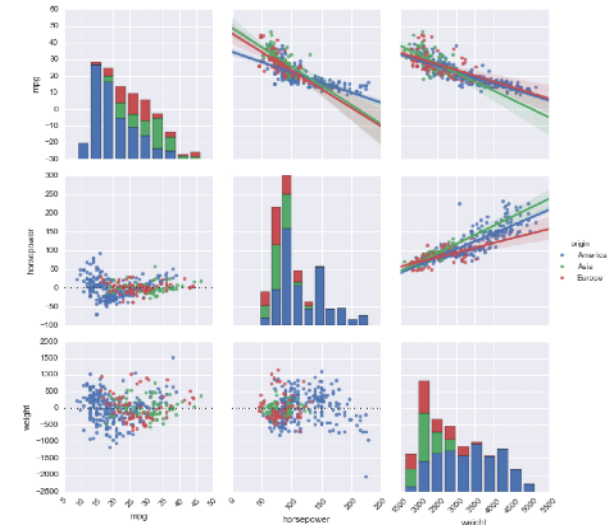 60
50
40
30
20
10
0
−10
−20
−30
mpg
300
250
200
150
100
50
0
−50
−100
horsepower
origin
America
Asia
Europe
2000
1500
1000
500
0
−500
−1000
−1500
−2000
−2500
weight
5 10 15 20 25 30 35 40 45 50
0 50 100 150 200 250
1500 2000 2500 3000 3500 4000 4500 5000 5500
mpg
horsepower
weight